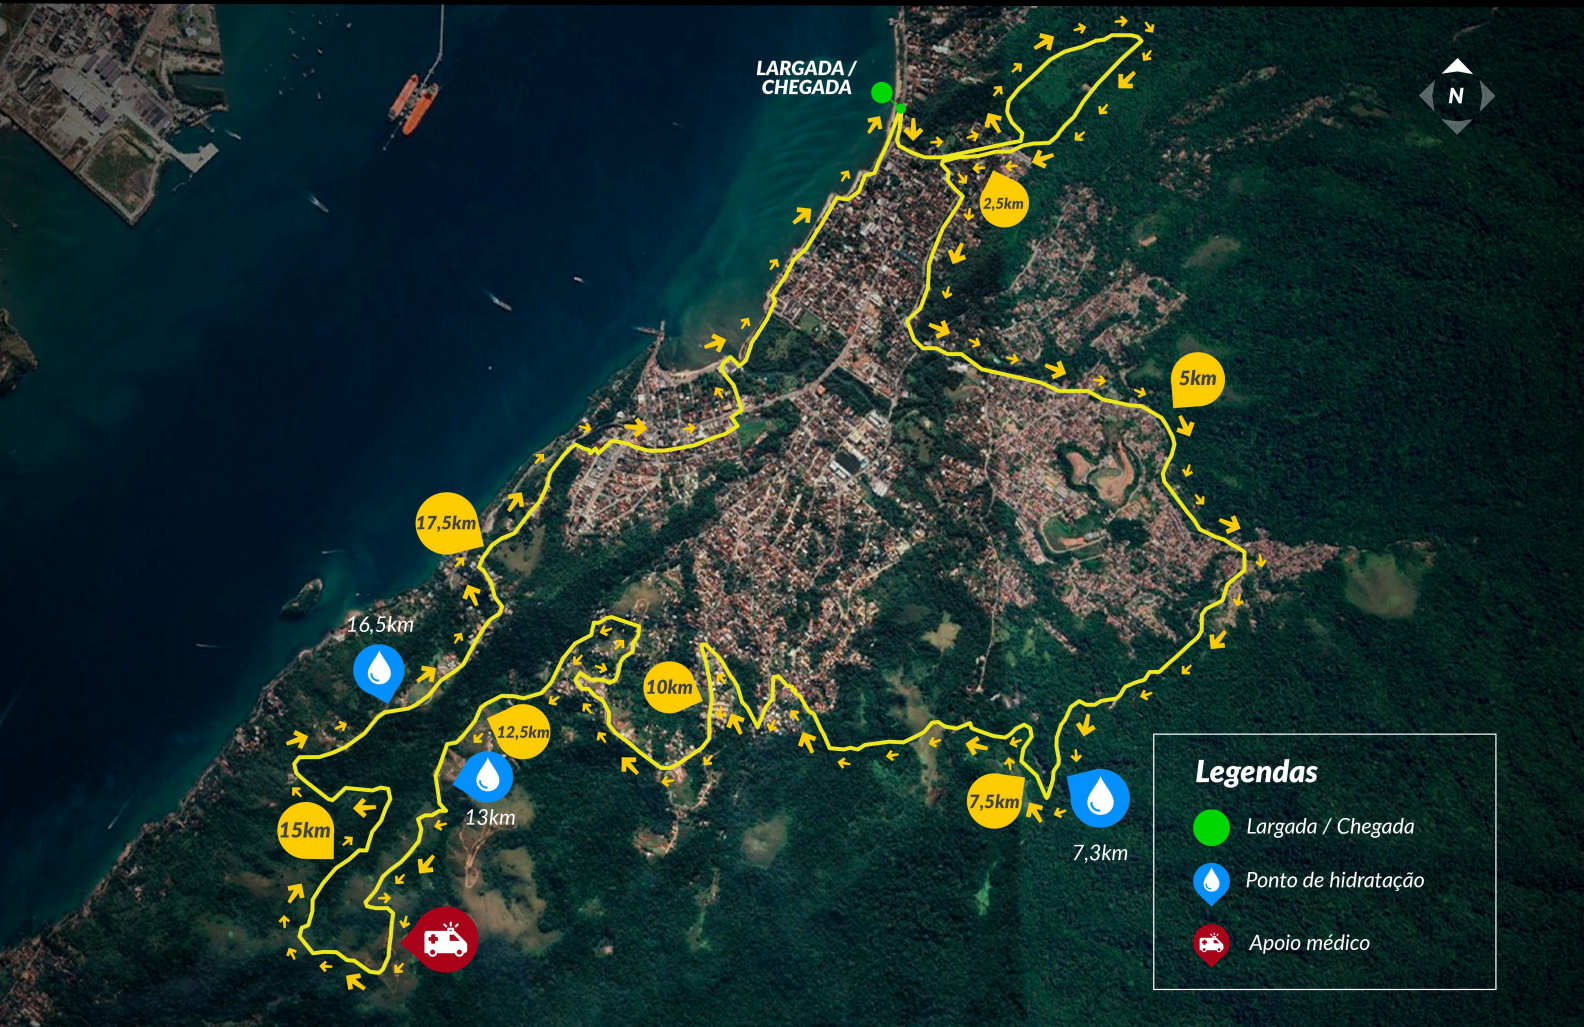 LARGADA /
CHEGADA
N
2,5km
5km
17,5km
16,5km
10km
12,5km
13km
15km
7,5km
7,3km
Legendas
Largada / Chegada
Ponto de hidratação
Apoio médico